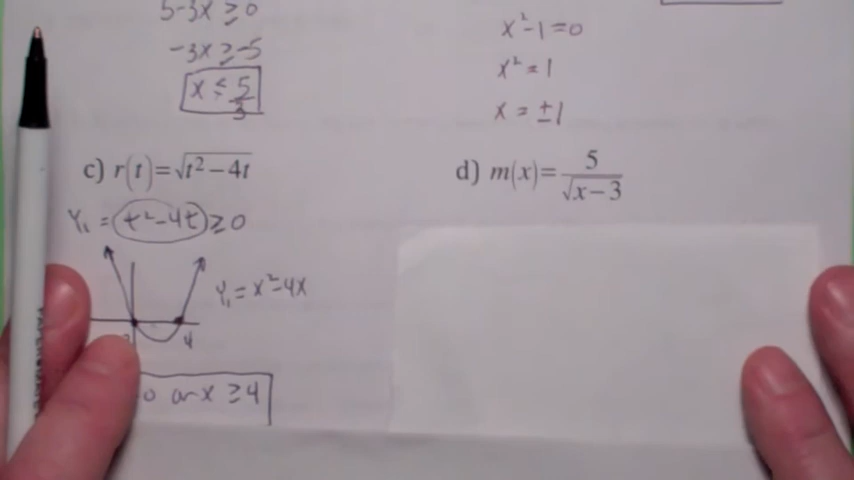 5-3x ≥ 0
-3x ≥ -5
x ≤ 5/3
x²-1=0
x² = 1
x = ±1
c) r(t)=√t²-4t
Y₁ = t²-4t ≥ 0
Y₁ = x²-4x
4
0 or x ≥ 4
d) m(x)= 5/√x-3